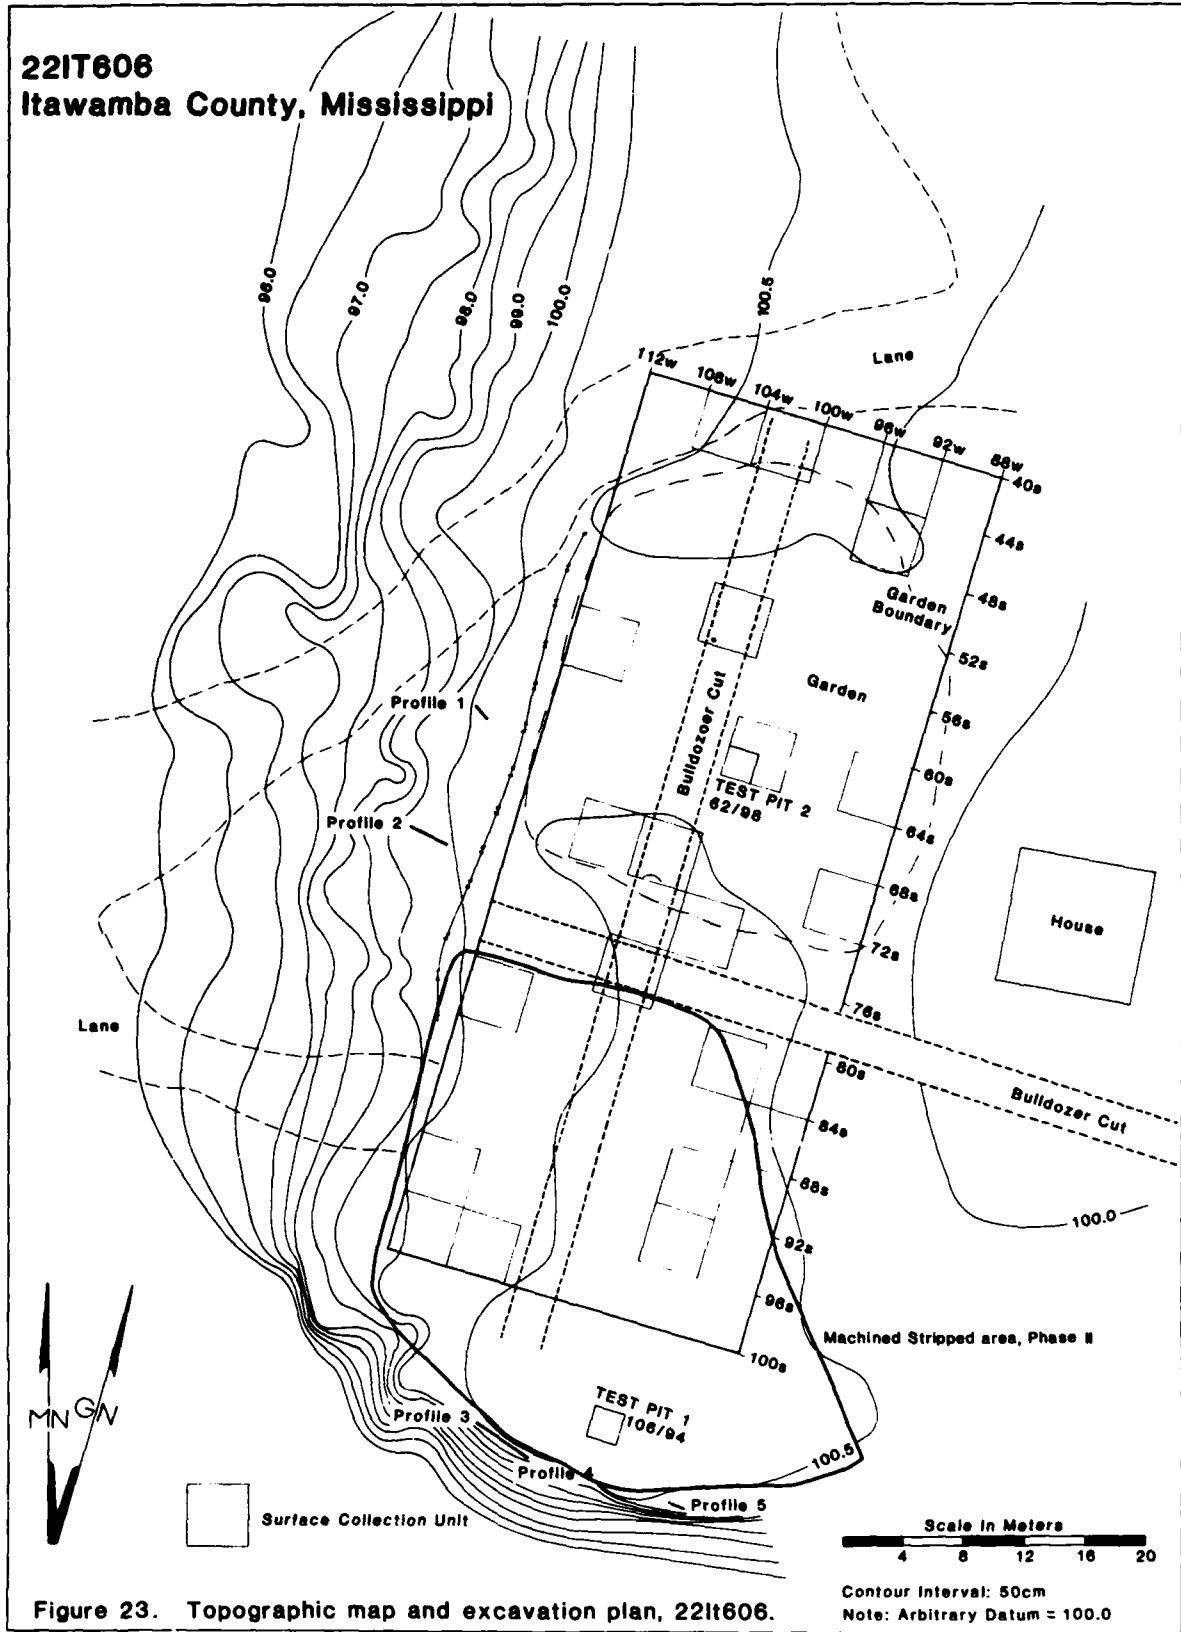 22IT606
Itawamba County, Mississippi
96.0
97.0
98.0
99.0
100.0
100.5
Lane
112w
108w
104w
100w
96w
92w
88w
40s
44s
48s
52s
56s
60s
64s
68s
72s
76s
80s
84s
88s
92s
96s
100s
Garden
Boundary
Garden
Bulldozoer Cut
Profile 1
Profile 2
TEST PIT 2
62/98
House
Lane
Bulldozer Cut
100.0
Machined Stripped area, Phase II
TEST PIT 1
106/94
100.5
Profile 3
Profile 4
Profile 5
MN GN
Surface Collection Unit
Scale in Meters
4 8 12 16 20
Contour Interval: 50cm
Note: Arbitrary Datum = 100.0
Figure 23. Topographic map and excavation plan, 22It606.